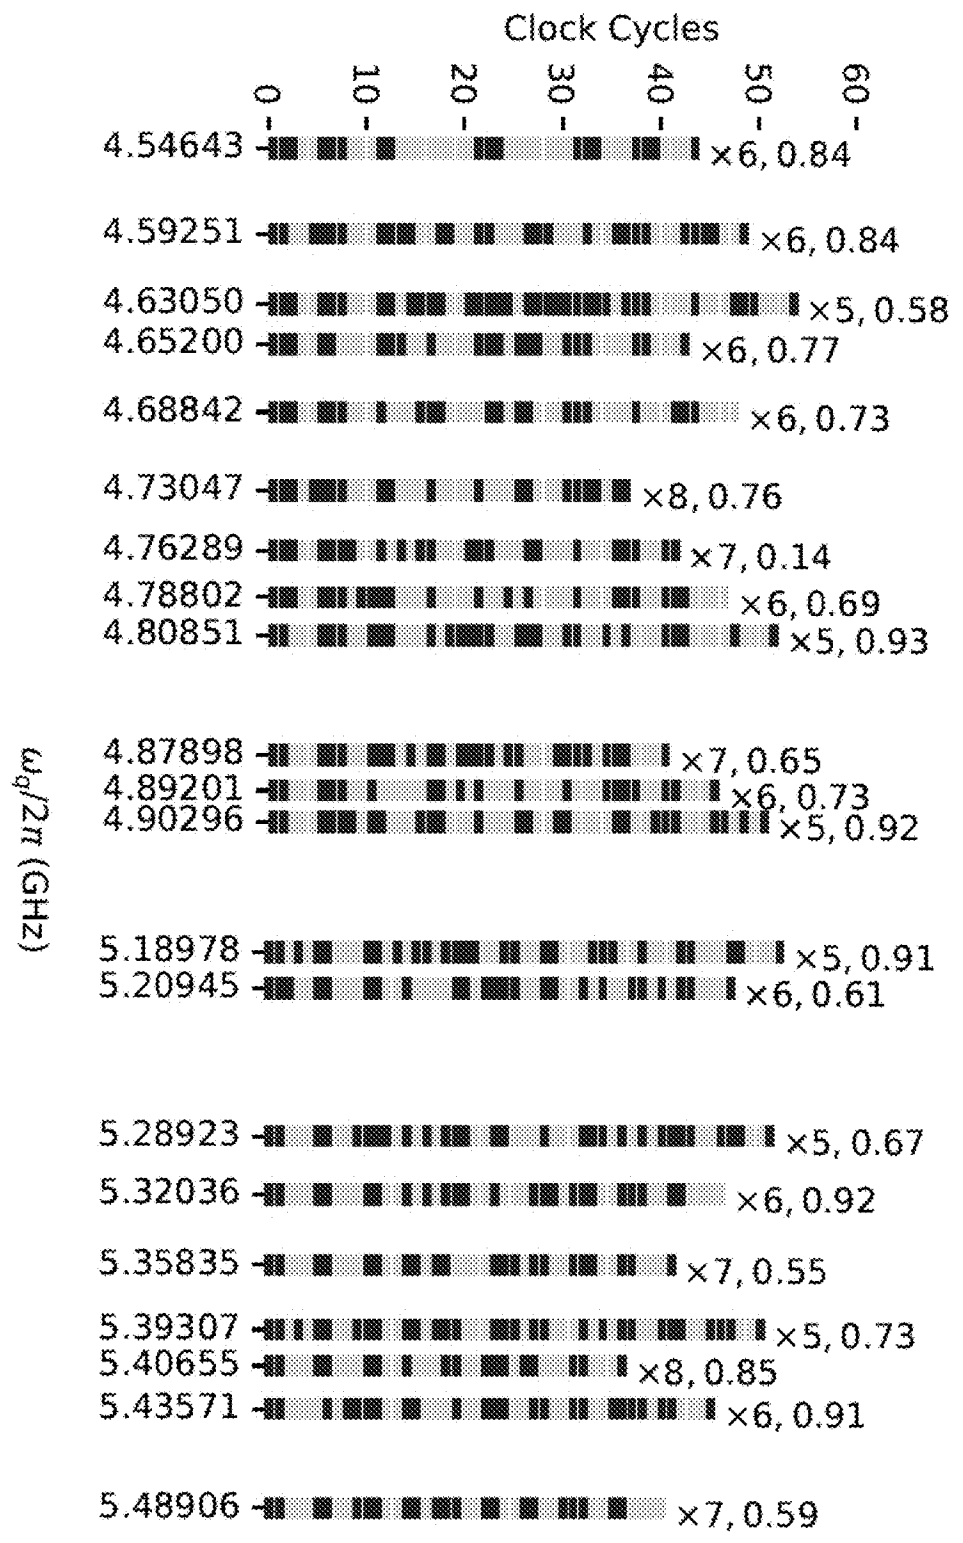 Clock Cycles
0 10 20 30 40 50 60
4.54643 ×6, 0.84
4.59251 ×6, 0.84
4.63050 ×5, 0.58
4.65200 ×6, 0.77
4.68842 ×6, 0.73
4.73047 ×8, 0.76
4.76289 ×7, 0.14
4.78802 ×6, 0.69
4.80851 ×5, 0.93
4.87898 ×7, 0.65
4.89201 ×6, 0.73
4.90296 ×5, 0.92
5.18978 ×5, 0.91
5.20945 ×6, 0.61
5.28923 ×5, 0.67
5.32036 ×6, 0.92
5.35835 ×7, 0.55
5.39307 ×5, 0.73
5.40655 ×8, 0.85
5.43571 ×6, 0.91
5.48906 ×7, 0.59
ω_q/2π (GHz)